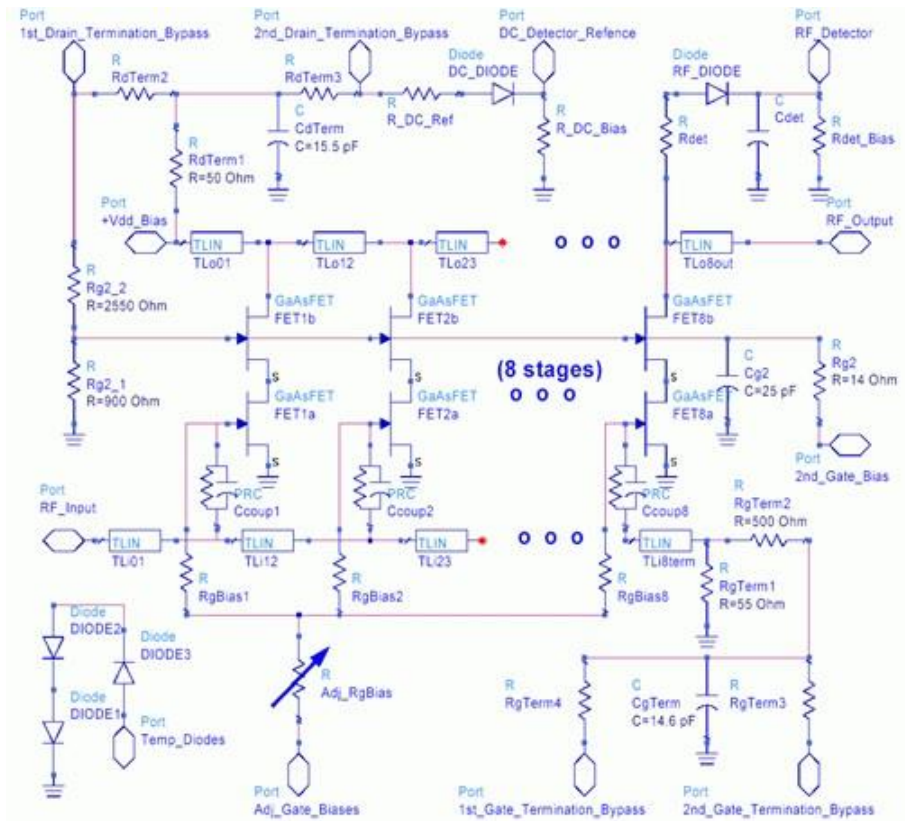 Port
1st_Drain_Termination_Bypass
Port
2nd_Drain_Termination_Bypass
Port
DC_Detector_Refence
Port
RF_Detector
R
RdTerm2
R
RdTerm3
Diode
DC_DIODE
Diode
RF_DIODE
R
R_DC_Ref
C
CdTerm
C=15.5 pF
R
R_DC_Bias
R
Rdet
C
Cdet
R
Rdet_Bias
R
RdTerm1
R=50 Ohm
Port
+Vdd_Bias
Port
RF_Output
TLIN
TLo01
TLIN
TLo12
TLIN
TLo23
o o o
TLIN
TLo8out
R
Rg2_2
R=2550 Ohm
GaAsFET
FET1b
GaAsFET
FET2b
GaAsFET
FET8b
R
Rg2_1
R=900 Ohm
S
S
(8 stages)
o o o
S
C
Cg2
C=25 pF
R
Rg2
R=14 Ohm
GaAsFET
FET1a
GaAsFET
FET2a
GaAsFET
FET8a
S
S
S
Port
2nd_Gate_Bias
PRC
Ccoup1
PRC
Ccoup2
PRC
Ccoup8
Port
RF_Input
R
RgTerm2
R=500 Ohm
TLIN
TLi01
TLIN
TLi12
TLIN
TLi23
o o o
TLIN
TLi8term
R
RgBias1
R
RgBias2
R
RgBias8
R
RgTerm1
R=55 Ohm
Diode
DIODE2
Diode
DIODE3
Diode
DIODE1
Port
Temp_Diodes
R
Adj_RgBias
R
RgTerm4
C
CgTerm
C=14.6 pF
R
RgTerm3
Port
Adj_Gate_Biases
Port
1st_Gate_Termination_Bypass
Port
2nd_Gate_Termination_Bypass